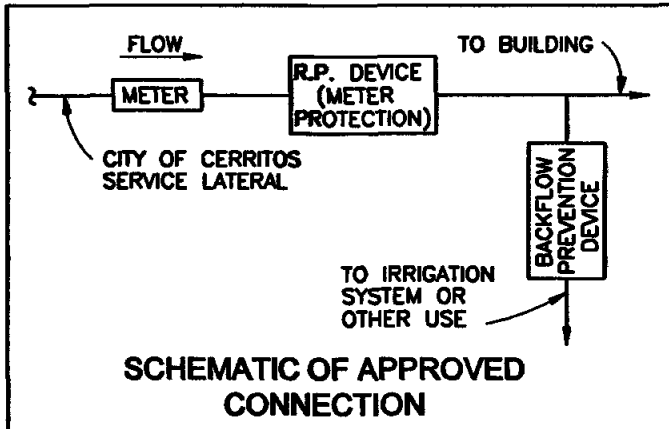 FLOW
METER
R.P. DEVICE
(METER
PROTECTION)
TO BUILDING
CITY OF CERRITOS
SERVICE LATERAL
BACKFLOW
PREVENTION
DEVICE
TO IRRIGATION
SYSTEM OR
OTHER USE
SCHEMATIC OF APPROVED
CONNECTION